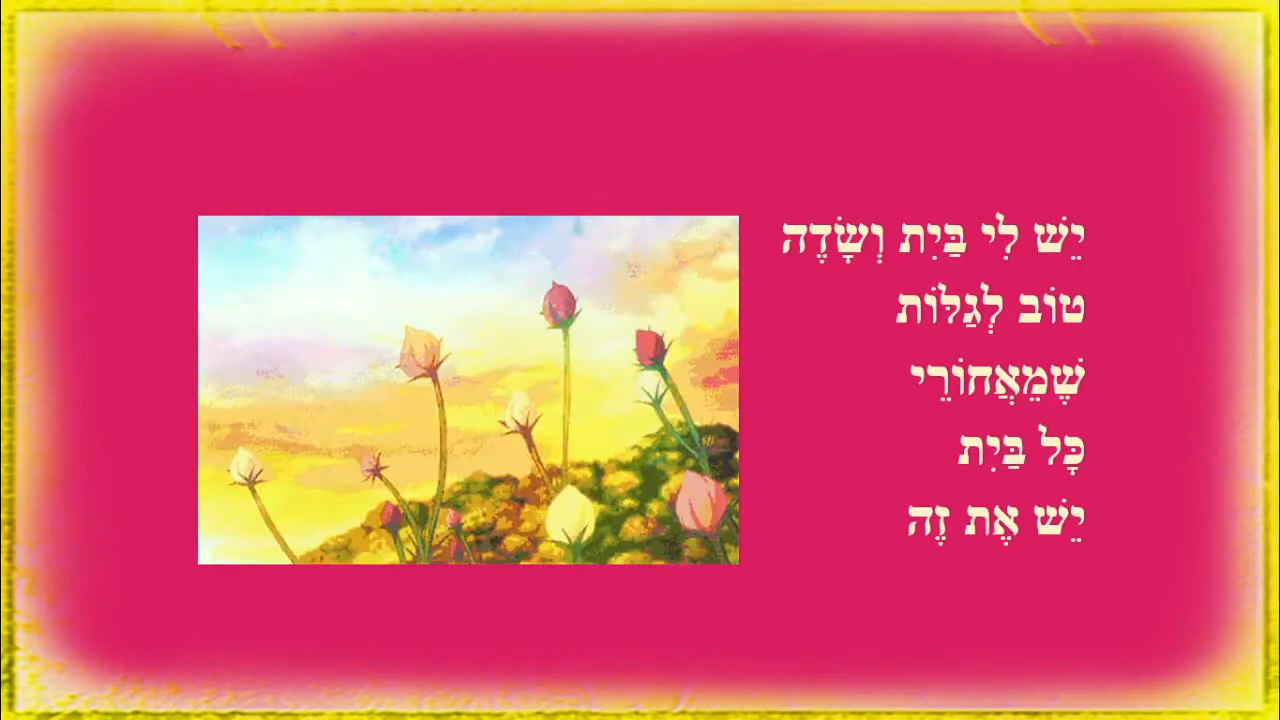 יֵשׁ לִי בַּיִת וְשָׂדֶה
טוֹב לְגַלּוֹת
שֶׁמֵאֲחוֹרֵי
כָּל בַּיִת
יֵשׁ אֶת זֶה